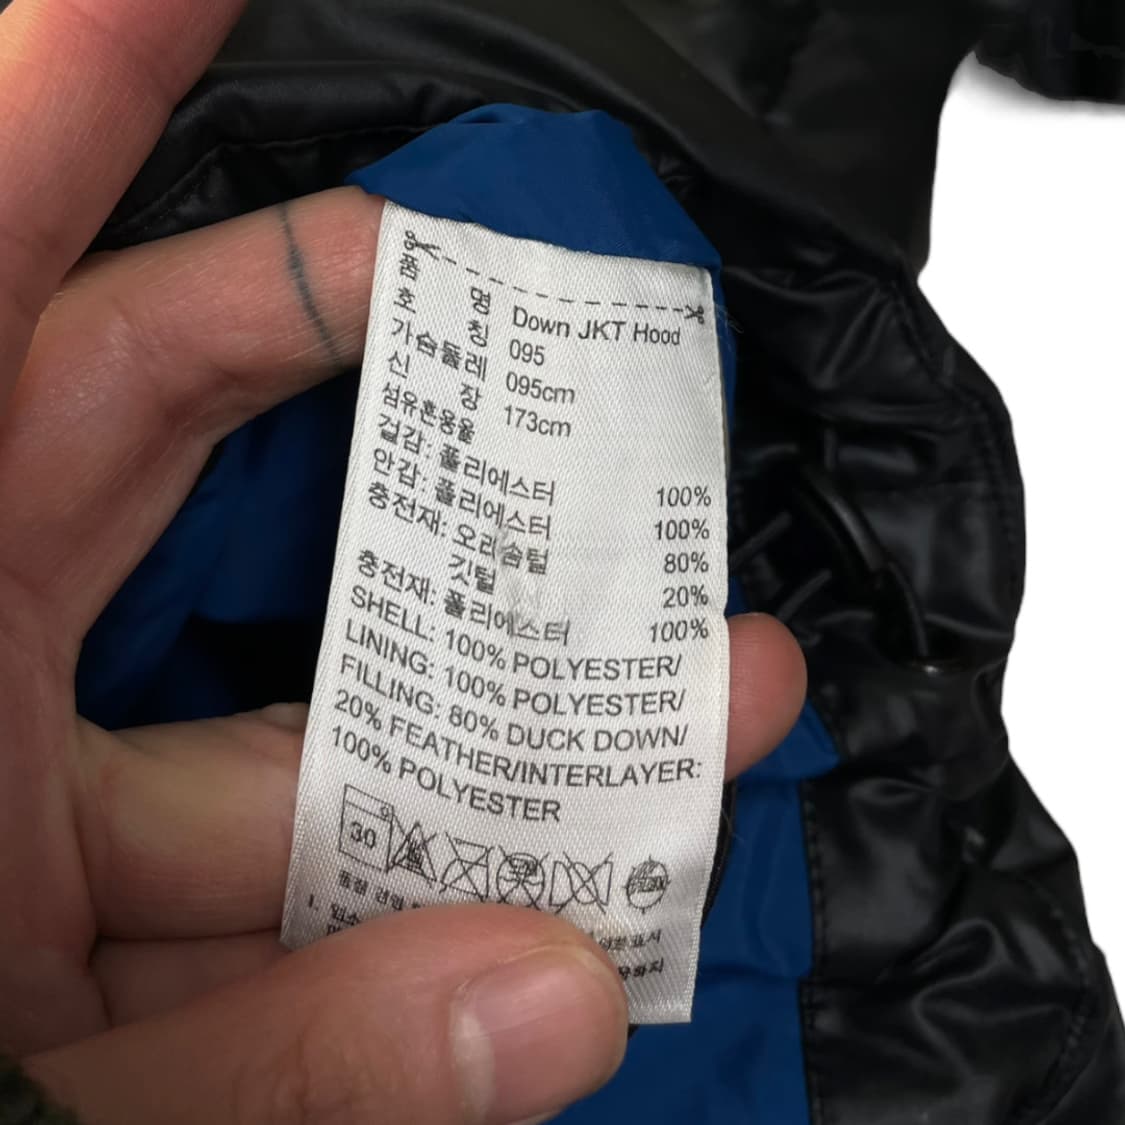 품 명 Down JKT Hood
호 칭 095
가슴둘레 095cm
신 장 173cm
섬유혼용율
겉감: 폴리에스터 100%
안감: 폴리에스터 100%
충전재: 오리솜털 80%
깃털 20%
충전재: 폴리에스터 100%
SHELL: 100% POLYESTER/
LINING: 100% POLYESTER/
FILLING: 80% DUCK DOWN/
20% FEATHER/INTERLAYER:
100% POLYESTER
30
품질
1.